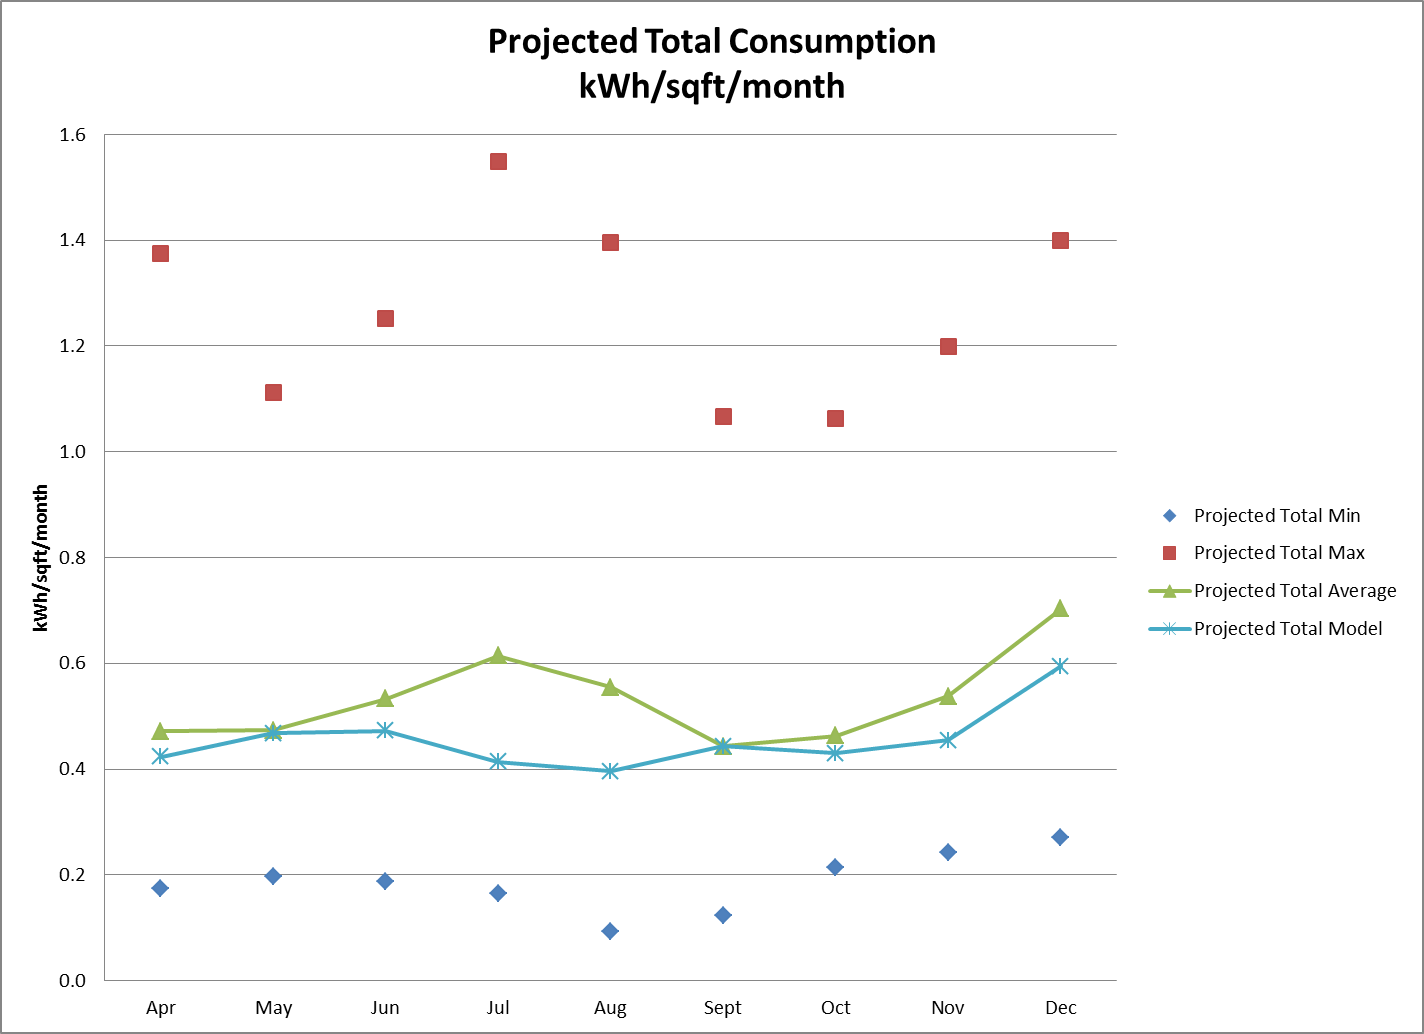 Projected Total Consumption
kWh/sqft/month
1.6
1.4
1.2
1.0
0.8
0.6
0.4
0.2
0.0
kWh/sqft/month
Apr May Jun Jul Aug Sept Oct Nov Dec
Projected Total Min
Projected Total Max
Projected Total Average
Projected Total Model